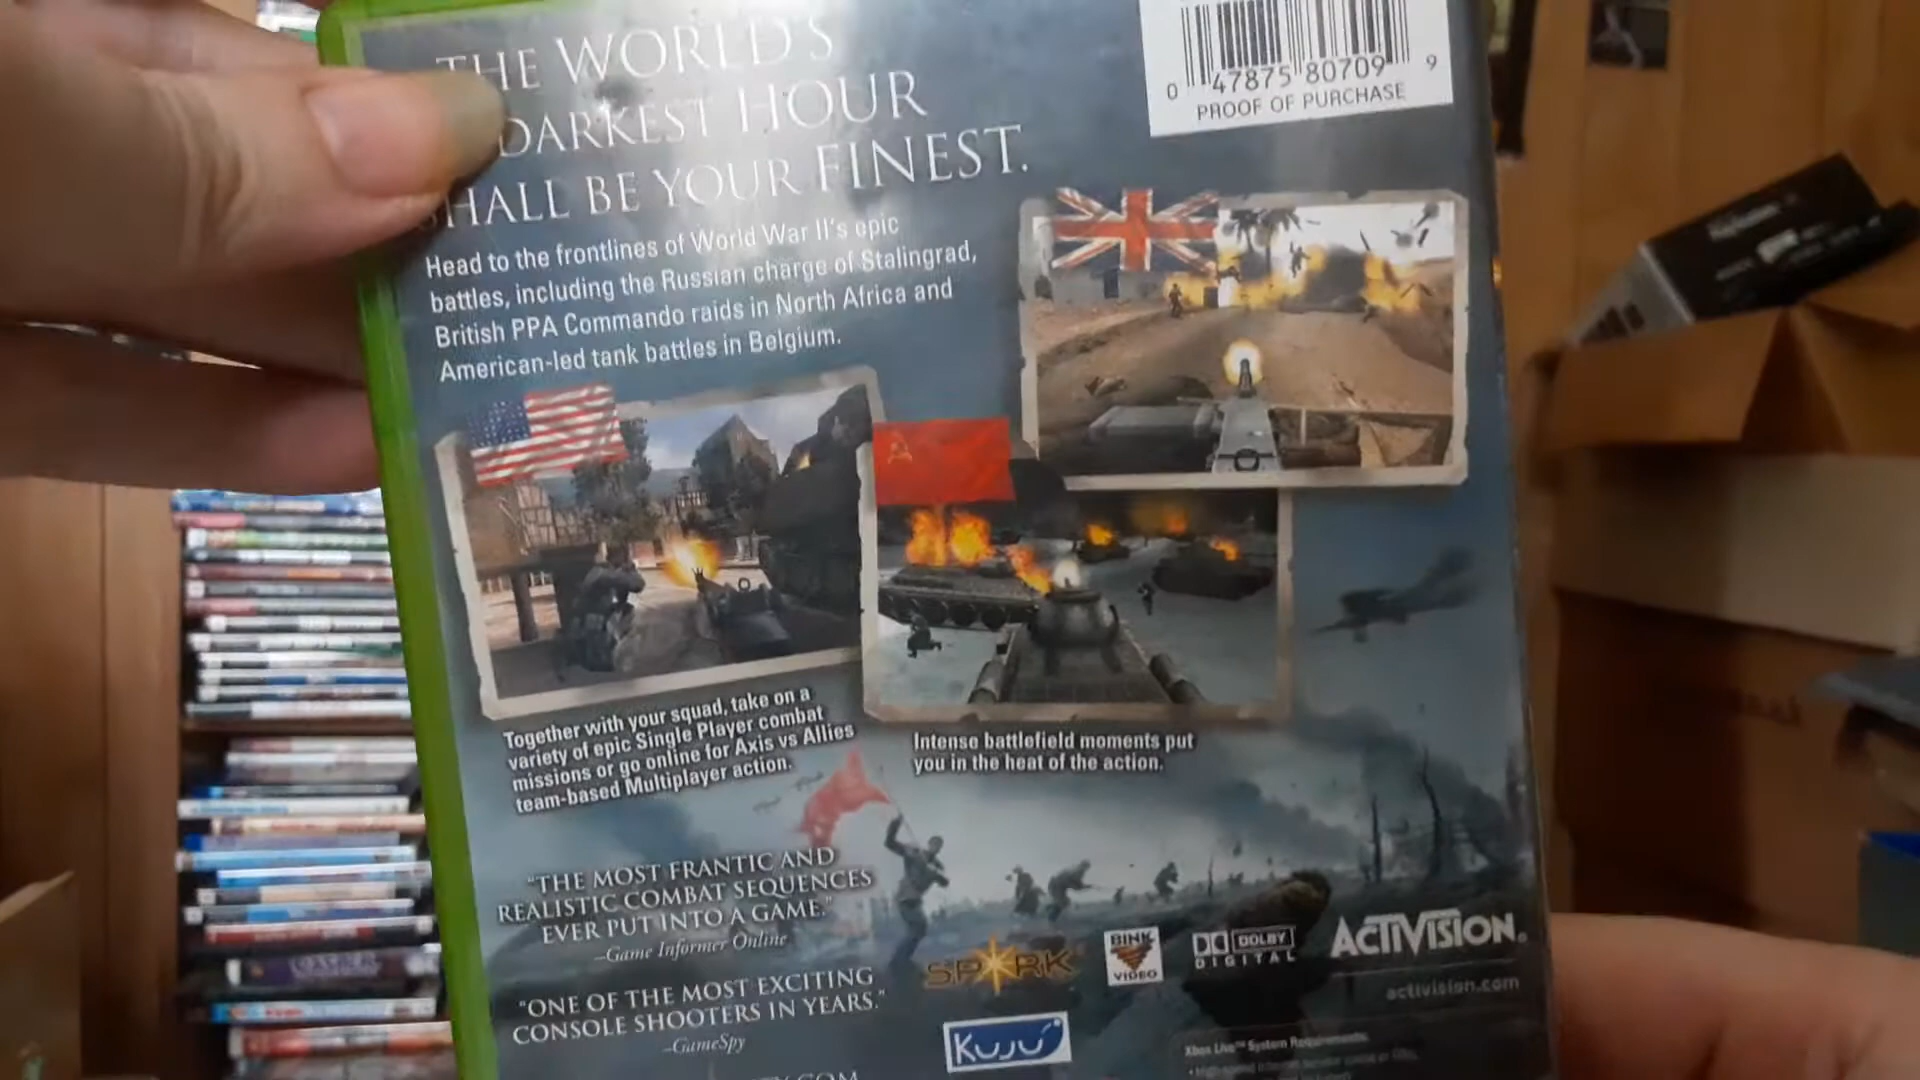 THE WORLD'S
DARKEST HOUR
SHALL BE YOUR FINEST.
0 47875 80709 9
PROOF OF PURCHASE
Head to the frontlines of World War II's epic
battles, including the Russian charge of Stalingrad,
British PPA Commando raids in North Africa and
American-led tank battles in Belgium.
Together with your squad, take on a
variety of epic Single Player combat
missions or go online for Axis vs Allies
team-based Multiplayer action.
Intense battlefield moments put
you in the heat of the action.
"THE MOST FRANTIC AND
REALISTIC COMBAT SEQUENCES
EVER PUT INTO A GAME."
–Game Informer Online
"ONE OF THE MOST EXCITING
CONSOLE SHOOTERS IN YEARS."
–GameSpy
SPARK
BINK
VIDEO
DOLBY
DIGITAL
ACTIVISION.
activision.com
Kuju
Xbox Live™ System Requirements: